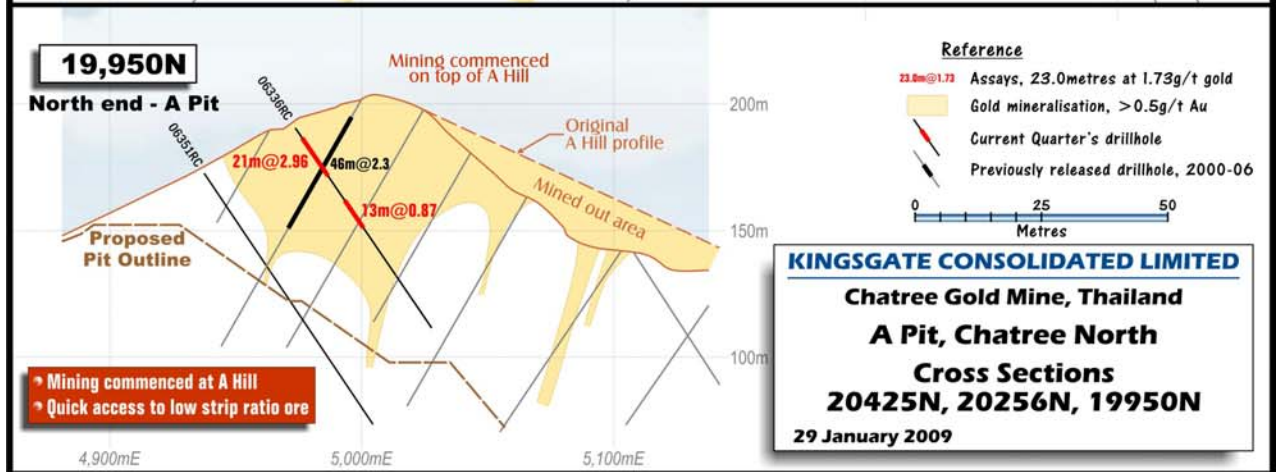 19,950N
North end - A Pit
Mining commenced
on top of A Hill
06336RC
06351RC
21m@2.96
46m@2.3
13m@0.87
Original
A Hill profile
Mined out area
Proposed
Pit Outline
200m
150m
100m
• Mining commenced at A Hill
• Quick access to low strip ratio ore
4,900mE
5,000mE
5,100mE
Reference
23.0m@1.73 Assays, 23.0metres at 1.73g/t gold
Gold mineralisation, >0.5g/t Au
Current Quarter's drillhole
Previously released drillhole, 2000-06
0 25 50
Metres
KINGSGATE CONSOLIDATED LIMITED
Chatree Gold Mine, Thailand
A Pit, Chatree North
Cross Sections
20425N, 20256N, 19950N
29 January 2009